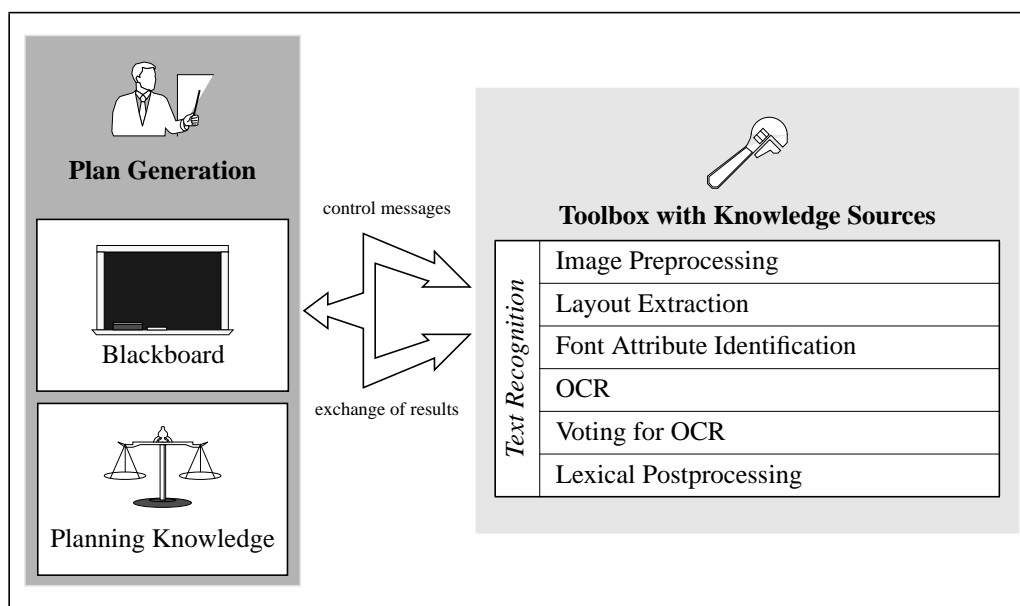 Plan Generation
Blackboard
Planning Knowledge
control messages
exchange of results
Toolbox with Knowledge Sources
Text Recognition
Image Preprocessing
Layout Extraction
Font Attribute Identification
OCR
Voting for OCR
Lexical Postprocessing